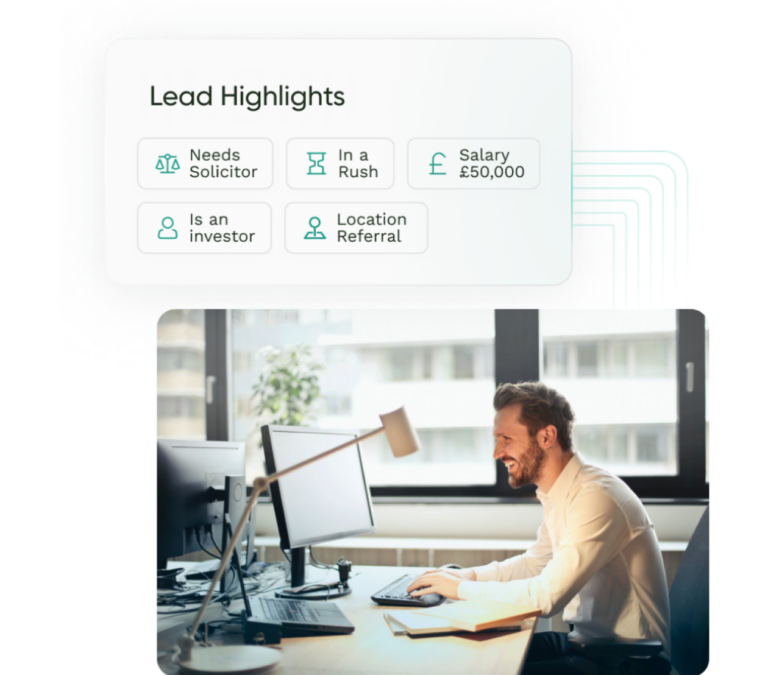 Lead Highlights
Needs
Solicitor
In a
Rush
Salary
£50,000
Is an
investor
Location
Referral